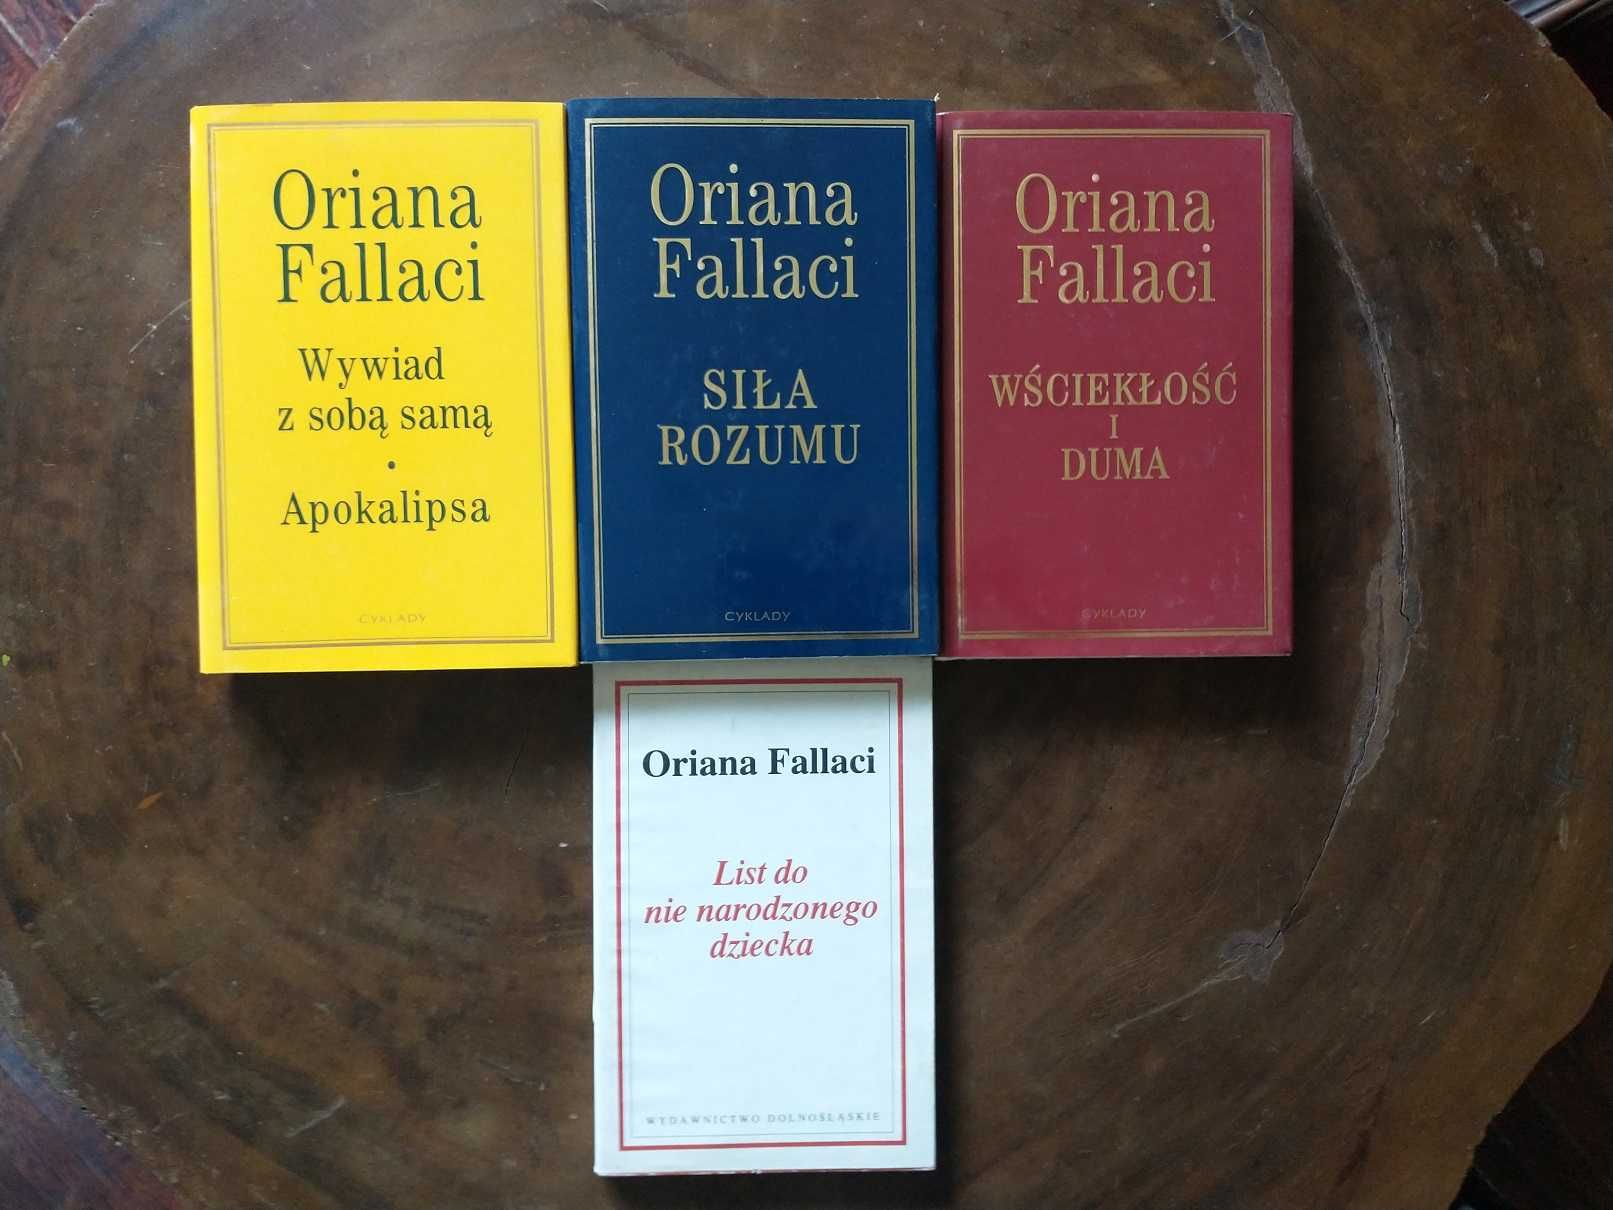 Oriana
Fallaci
Wywiad
z sobą samą
•
Apokalipsa
CYKLADY
Oriana
Fallaci
SIŁA
ROZUMU
CYKLADY
Oriana
Fallaci
WŚCIEKŁOŚĆ
I
DUMA
CYKLADY
Oriana Fallaci
List do
nie narodzonego
dziecka
WYDAWNICTWO DOLNOŚLĄSKIE